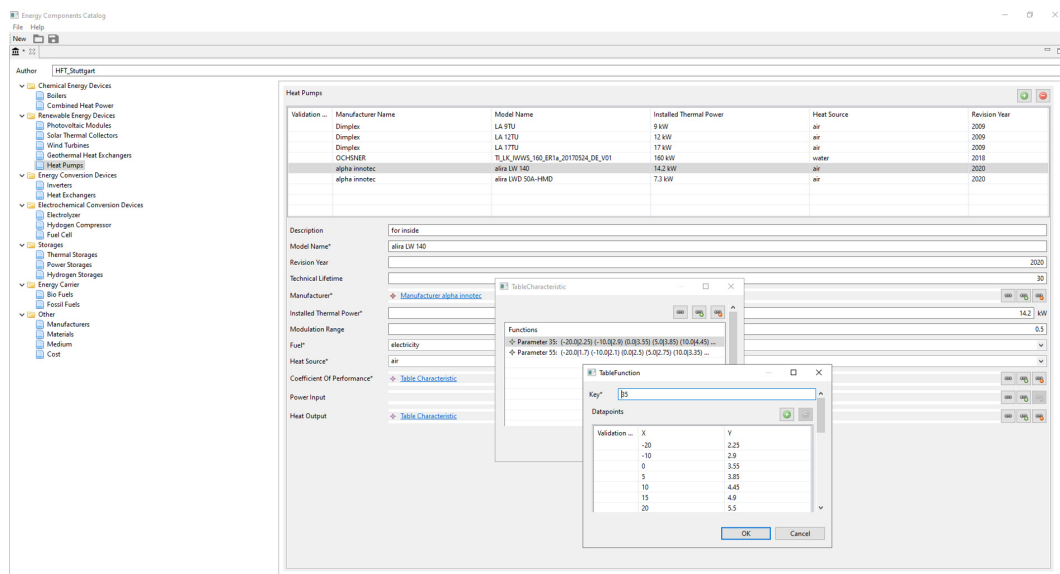 Energy Components Catalog
File Help
New
Author HFT_Stuttgart
Chemical Energy Devices
Boilers
Combined Heat Power
Renewable Energy Devices
Photovoltaic Modules
Solar Thermal Collectors
Wind Turbines
Geothermal Heat Exchangers
Heat Pumps
Energy Conversion Devices
Inverters
Heat Exchangers
Electrochemical Conversion Devices
Electrolyzer
Hydogen Compressor
Fuel Cell
Storages
Thermal Storages
Power Storages
Hydrogen Storages
Energy Carrier
Bio Fuels
Fossil Fuels
Other
Manufacturers
Materials
Medium
Cost
Heat Pumps
Validation ... Manufacturer Name Model Name Installed Thermal Power Heat Source Revision Year
Dimplex LA 9TU 9 kW air 2009
Dimplex LA 12TU 12 kW air 2009
Dimplex LA 17TU 17 kW air 2009
OCHSNER TI_LK_IWWS_160_ER1a_20170524_DE_V01 160 kW water 2018
alpha innotec alira LW 140 14.2 kW air 2020
alpha innotec alira LWD 50A-HMD 7.3 kW air 2020
Description for inside
Model Name* alira LW 140
Revision Year 2020
Technical Lifetime 30
Manufacturer* Manufacturer alpha innotec
Installed Thermal Power* 14.2 kW
Modulation Range 0.5
Fuel* electricity
Heat Source* air
Coefficient Of Performance* Table Characteristic
Power Input
Heat Output Table Characteristic
TableCharacteristic
Functions
Parameter 35: (-20.0|2.25) (-10.0|2.9) (0.0|3.55) (5.0|3.85) (10.0|4.45) ...
Parameter 55: (-20.0|1.7) (-10.0|2.1) (0.0|2.5) (5.0|2.75) (10.0|3.35) ...
TableFunction
Key* 35
Datapoints
Validation ... X Y
-20 2.25
-10 2.9
0 3.55
5 3.85
10 4.45
15 4.9
20 5.5
OK Cancel